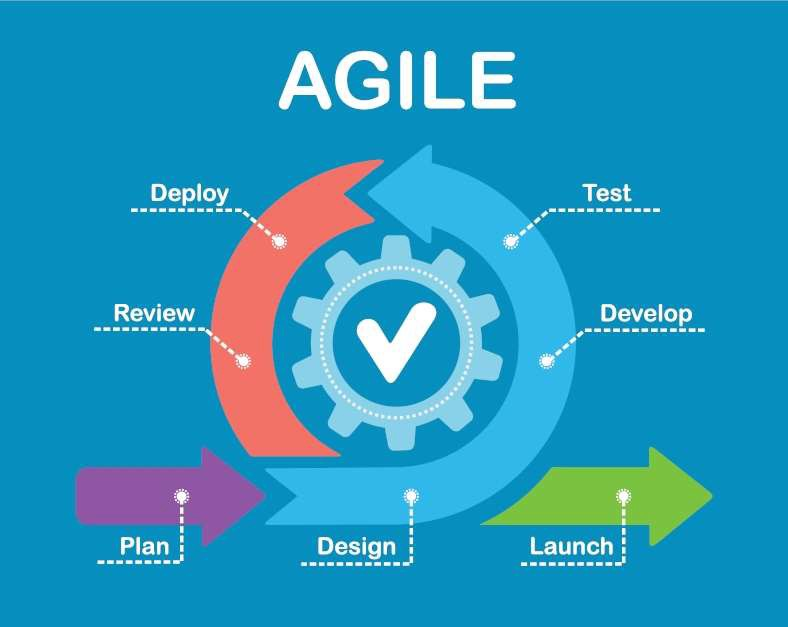 AGILE
Deploy
Test
Review
Develop
Plan
Design
Launch